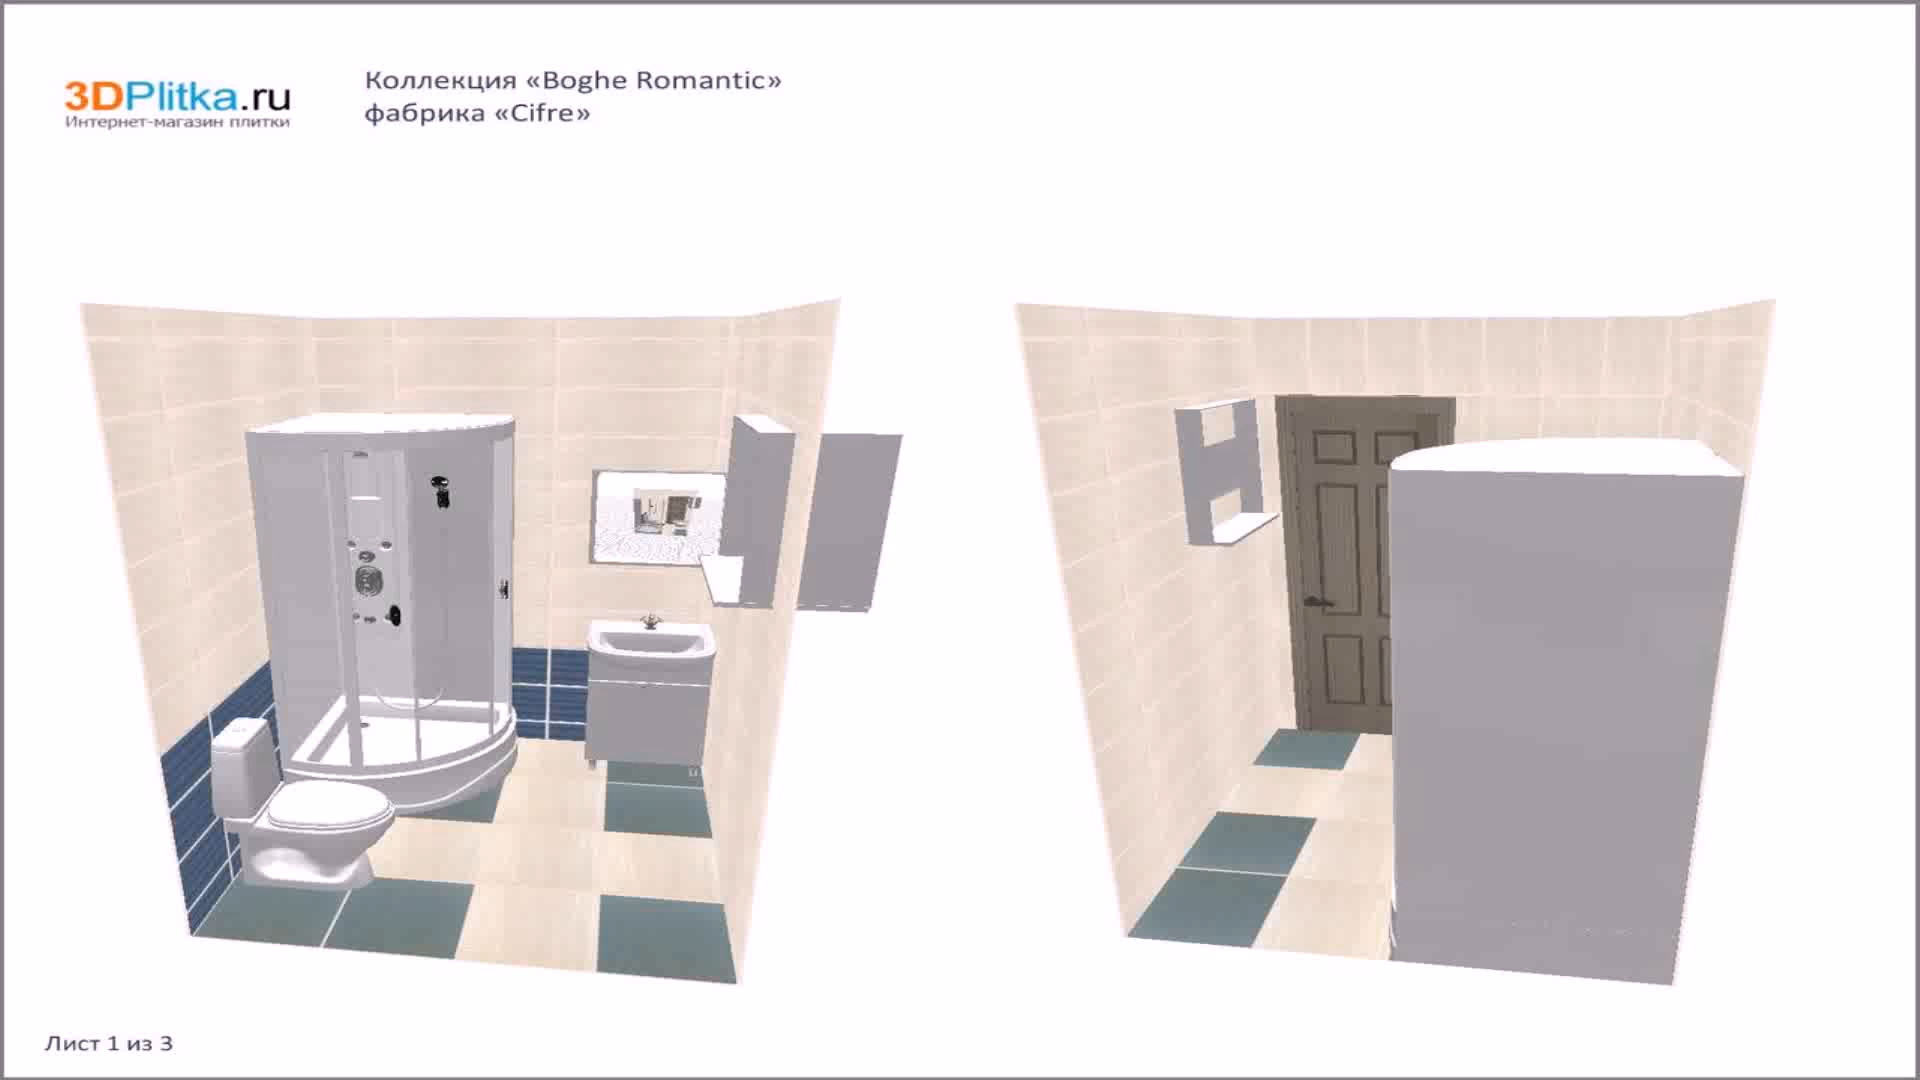 3DPlitka.ru
Интернет-магазин плитки
Коллекция «Boghe Romantic»
фабрика «Cifre»
Лист 1 из 3